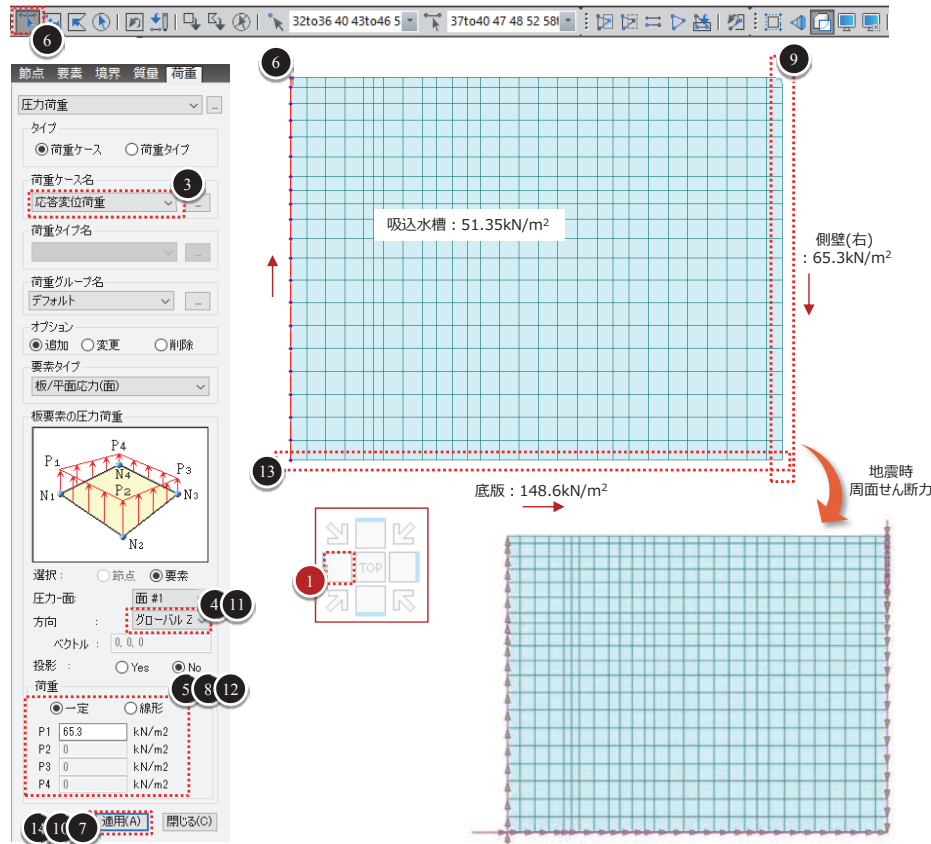 32to36 40 43to46 5
37to40 47 48 52 58t
6
節点 要素 境界 質量 荷重
圧力荷重
...
タイプ
荷重ケース 荷重タイプ
荷重ケース名
3
応答変位荷重
荷重タイプ名
...
荷重グループ名
デフォルト
...
オプション
追加 変更 削除
要素タイプ
板/平面応力(面)
板要素の圧力荷重
P4
P1 P3
N4
P2
N1 N3
N2
選択 : 節点 要素
圧力-面: 面 #1
方向 : グローバル Z
4 11
ベクトル : 0, 0, 0
投影 : Yes No
荷重
5 8 12
一定 線形
P1 65.3 kN/m2
P2 0 kN/m2
P3 0 kN/m2
P4 0 kN/m2
14 10 7 適用(A) 閉じる(C)
6
9
吸込水槽：51.35kN/m2
側壁(右)
：65.3kN/m2
13
底版：148.6kN/m2
地震時
周面せん断力
1
TOP